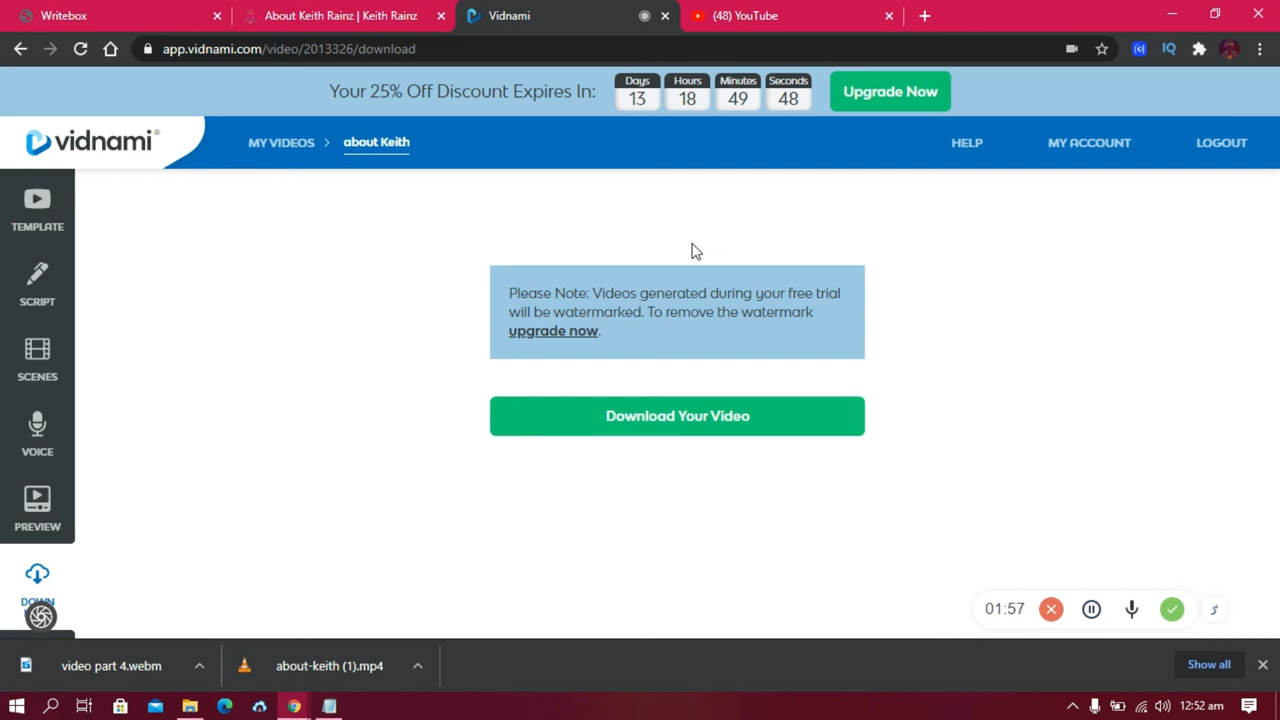 Writebox
About Keith Rainz | Keith Rainz
Vidnami
(48) YouTube
app.vidnami.com/video/2013326/download
IQ
Your 25% Off Discount Expires In:
Days
13
Hours
18
Minutes
49
Seconds
48
Upgrade Now
vidnami®
MY VIDEOS
about Keith
HELP
MY ACCOUNT
LOGOUT
TEMPLATE
SCRIPT
SCENES
VOICE
PREVIEW
DOWN
Please Note: Videos generated during your free trial
will be watermarked. To remove the watermark
upgrade now.
Download Your Video
01:57
video part 4.webm
about-keith (1).mp4
Show all
12:52 am